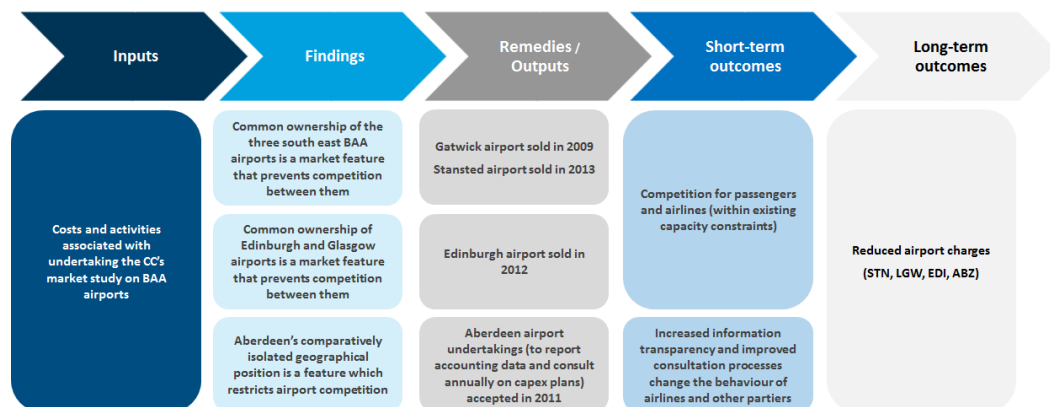 Inputs
Findings
Remedies /
Outputs
Short-term
outcomes
Long-term
outcomes
Costs and activities
associated with
undertaking the CC's
market study on BAA
airports
Common ownership of the
three south east BAA
airports is a market feature
that prevents competition
between them
Common ownership of
Edinburgh and Glasgow
airports is a market feature
that prevents competition
between them
Aberdeen's comparatively
isolated geographical
position is a feature which
restricts airport competition
Gatwick airport sold in 2009
Stansted airport sold in 2013
Edinburgh airport sold in
2012
Aberdeen airport
undertakings (to report
accounting data and consult
annually on capex plans)
accepted in 2011
Competition for passengers
and airlines (within existing
capacity constraints)
Increased information
transparency and improved
consultation processes
change the behaviour of
airlines and other partiers
Reduced airport charges
(STN, LGW, EDI, ABZ)